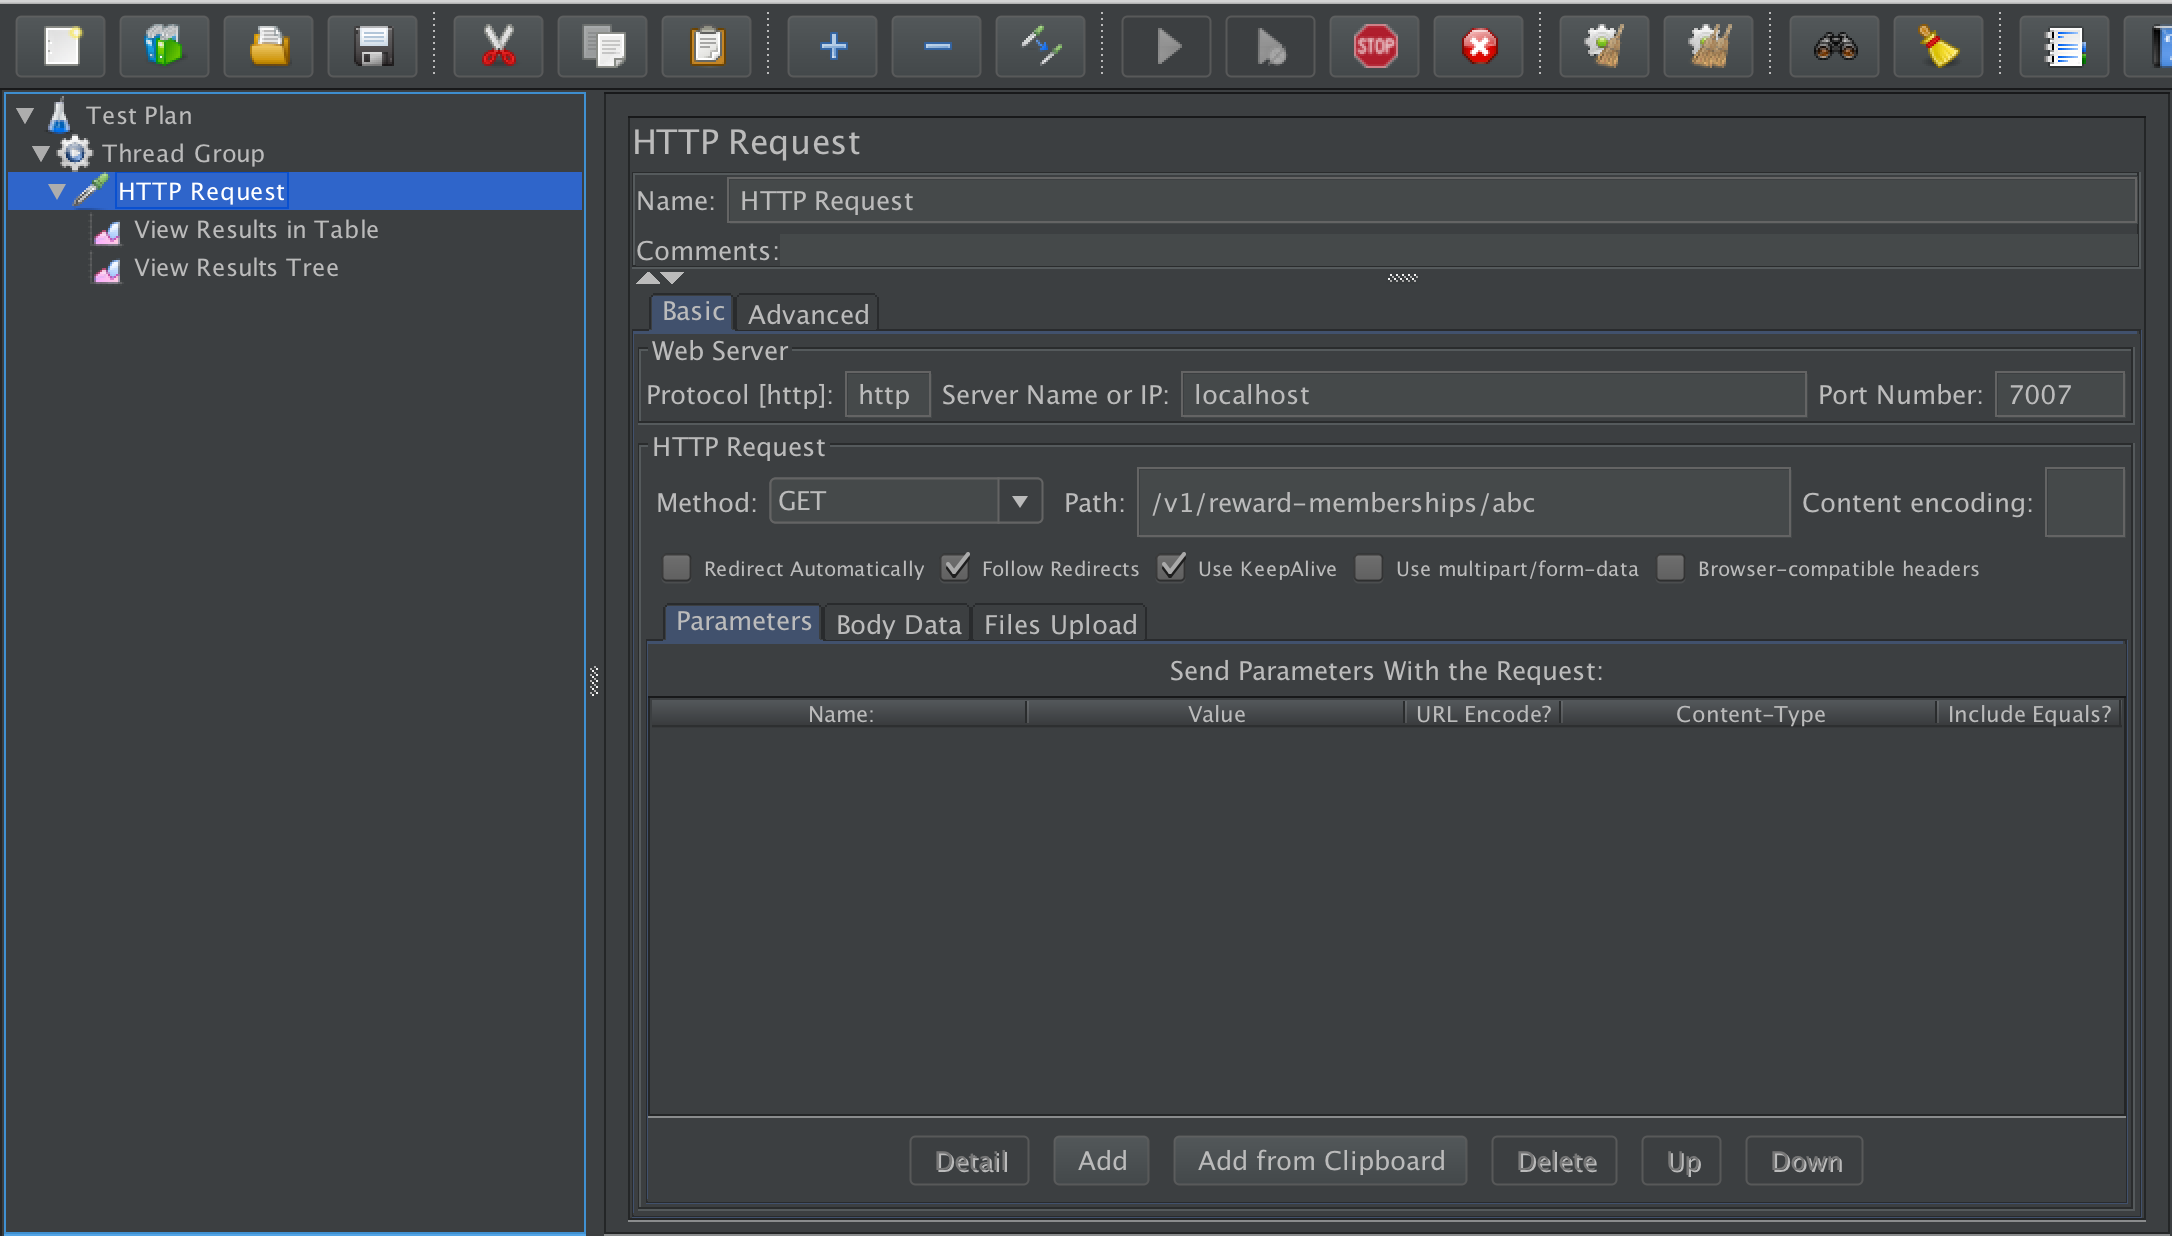 STOP
Test Plan
Thread Group
HTTP Request
View Results in Table
View Results Tree
HTTP Request
Name: HTTP Request
Comments:
Basic Advanced
Web Server
Protocol [http]: http Server Name or IP: localhost Port Number: 7007
HTTP Request
Method: GET Path: /v1/reward-memberships/abc Content encoding:
Redirect Automatically Follow Redirects Use KeepAlive Use multipart/form-data Browser-compatible headers
Parameters Body Data Files Upload
Send Parameters With the Request:
Name: Value URL Encode? Content-Type Include Equals?
Detail Add Add from Clipboard Delete Up Down